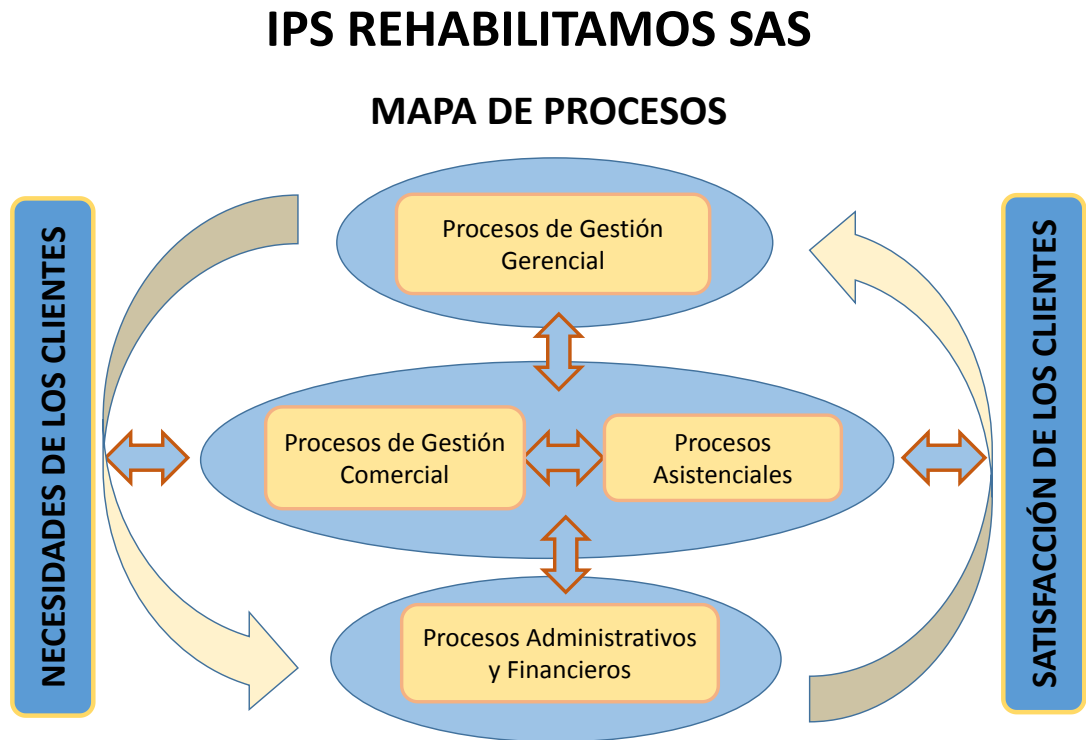 IPS REHABILITAMOS SAS
MAPA DE PROCESOS
NECESIDADES DE LOS CLIENTES
Procesos de Gestión
Gerencial
Procesos de Gestión
Comercial
Procesos
Asistenciales
Procesos Administrativos
y Financieros
SATISFACCIÓN DE LOS CLIENTES